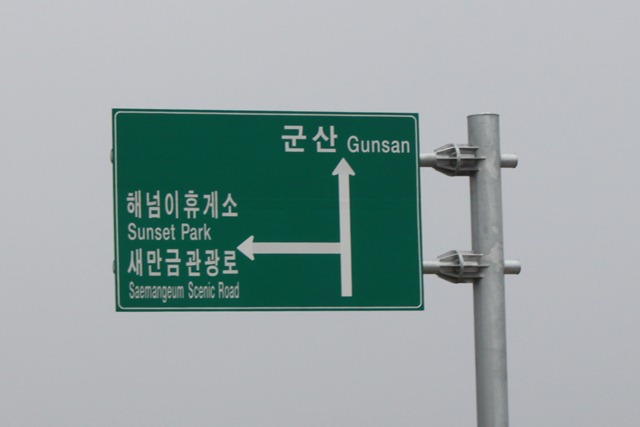 군산 Gunsan
해넘이휴게소
Sunset Park
새만금관광로
Saemangeum Scenic Road